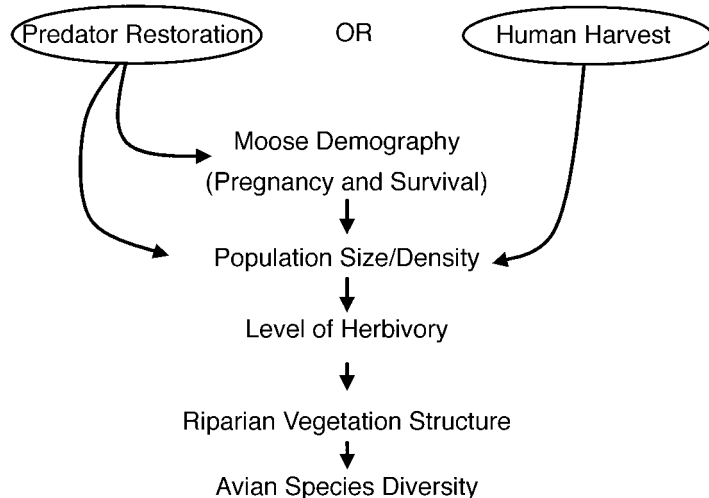 Predator Restoration OR Human Harvest
Moose Demography
(Pregnancy and Survival)
Population Size/Density
Level of Herbivory
Riparian Vegetation Structure
Avian Species Diversity